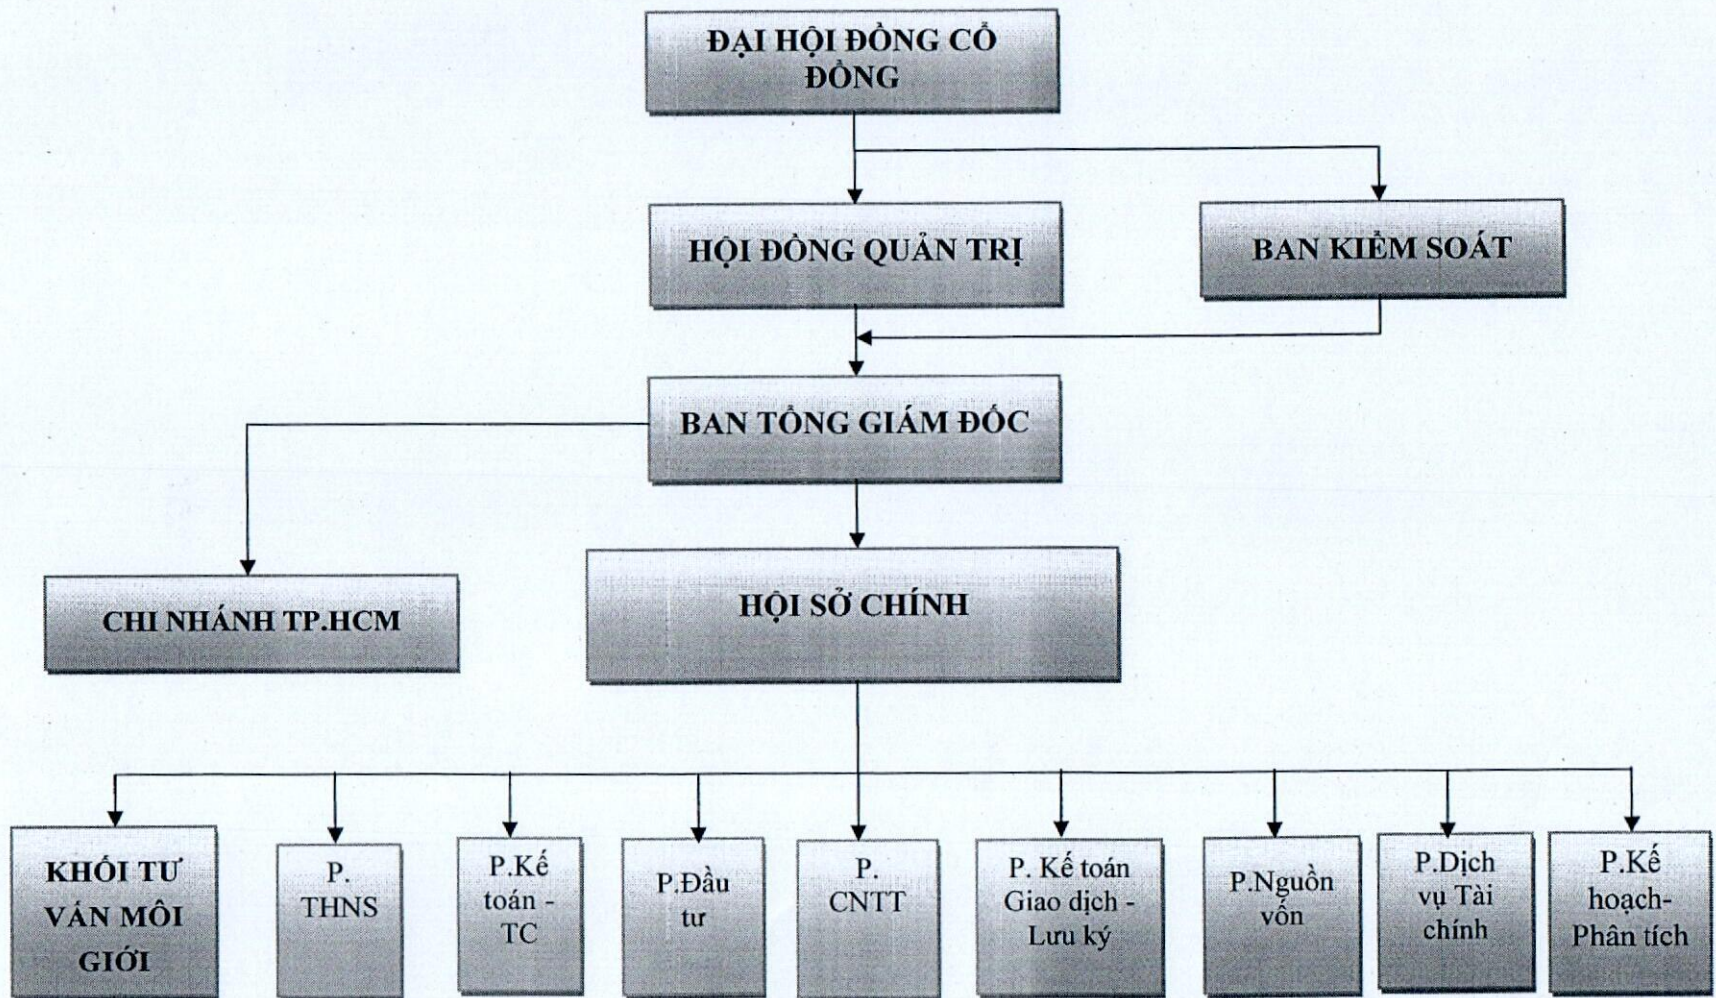 ĐẠI HỘI ĐỒNG CỔ
ĐỒNG
HỘI ĐỒNG QUẢN TRỊ
BAN KIỂM SOÁT
BAN TỔNG GIÁM ĐỐC
CHI NHÁNH TP.HCM
HỘI SỞ CHÍNH
KHỐI TƯ
VẤN MÔI
GIỚI
P.
THNS
P.Kế
toán -
TC
P.Đầu
tư
P.
CNTT
P. Kế toán
Giao dịch -
Lưu ký
P.Nguồn
vốn
P.Dịch
vụ Tài
chính
P.Kế
hoạch-
Phân tích